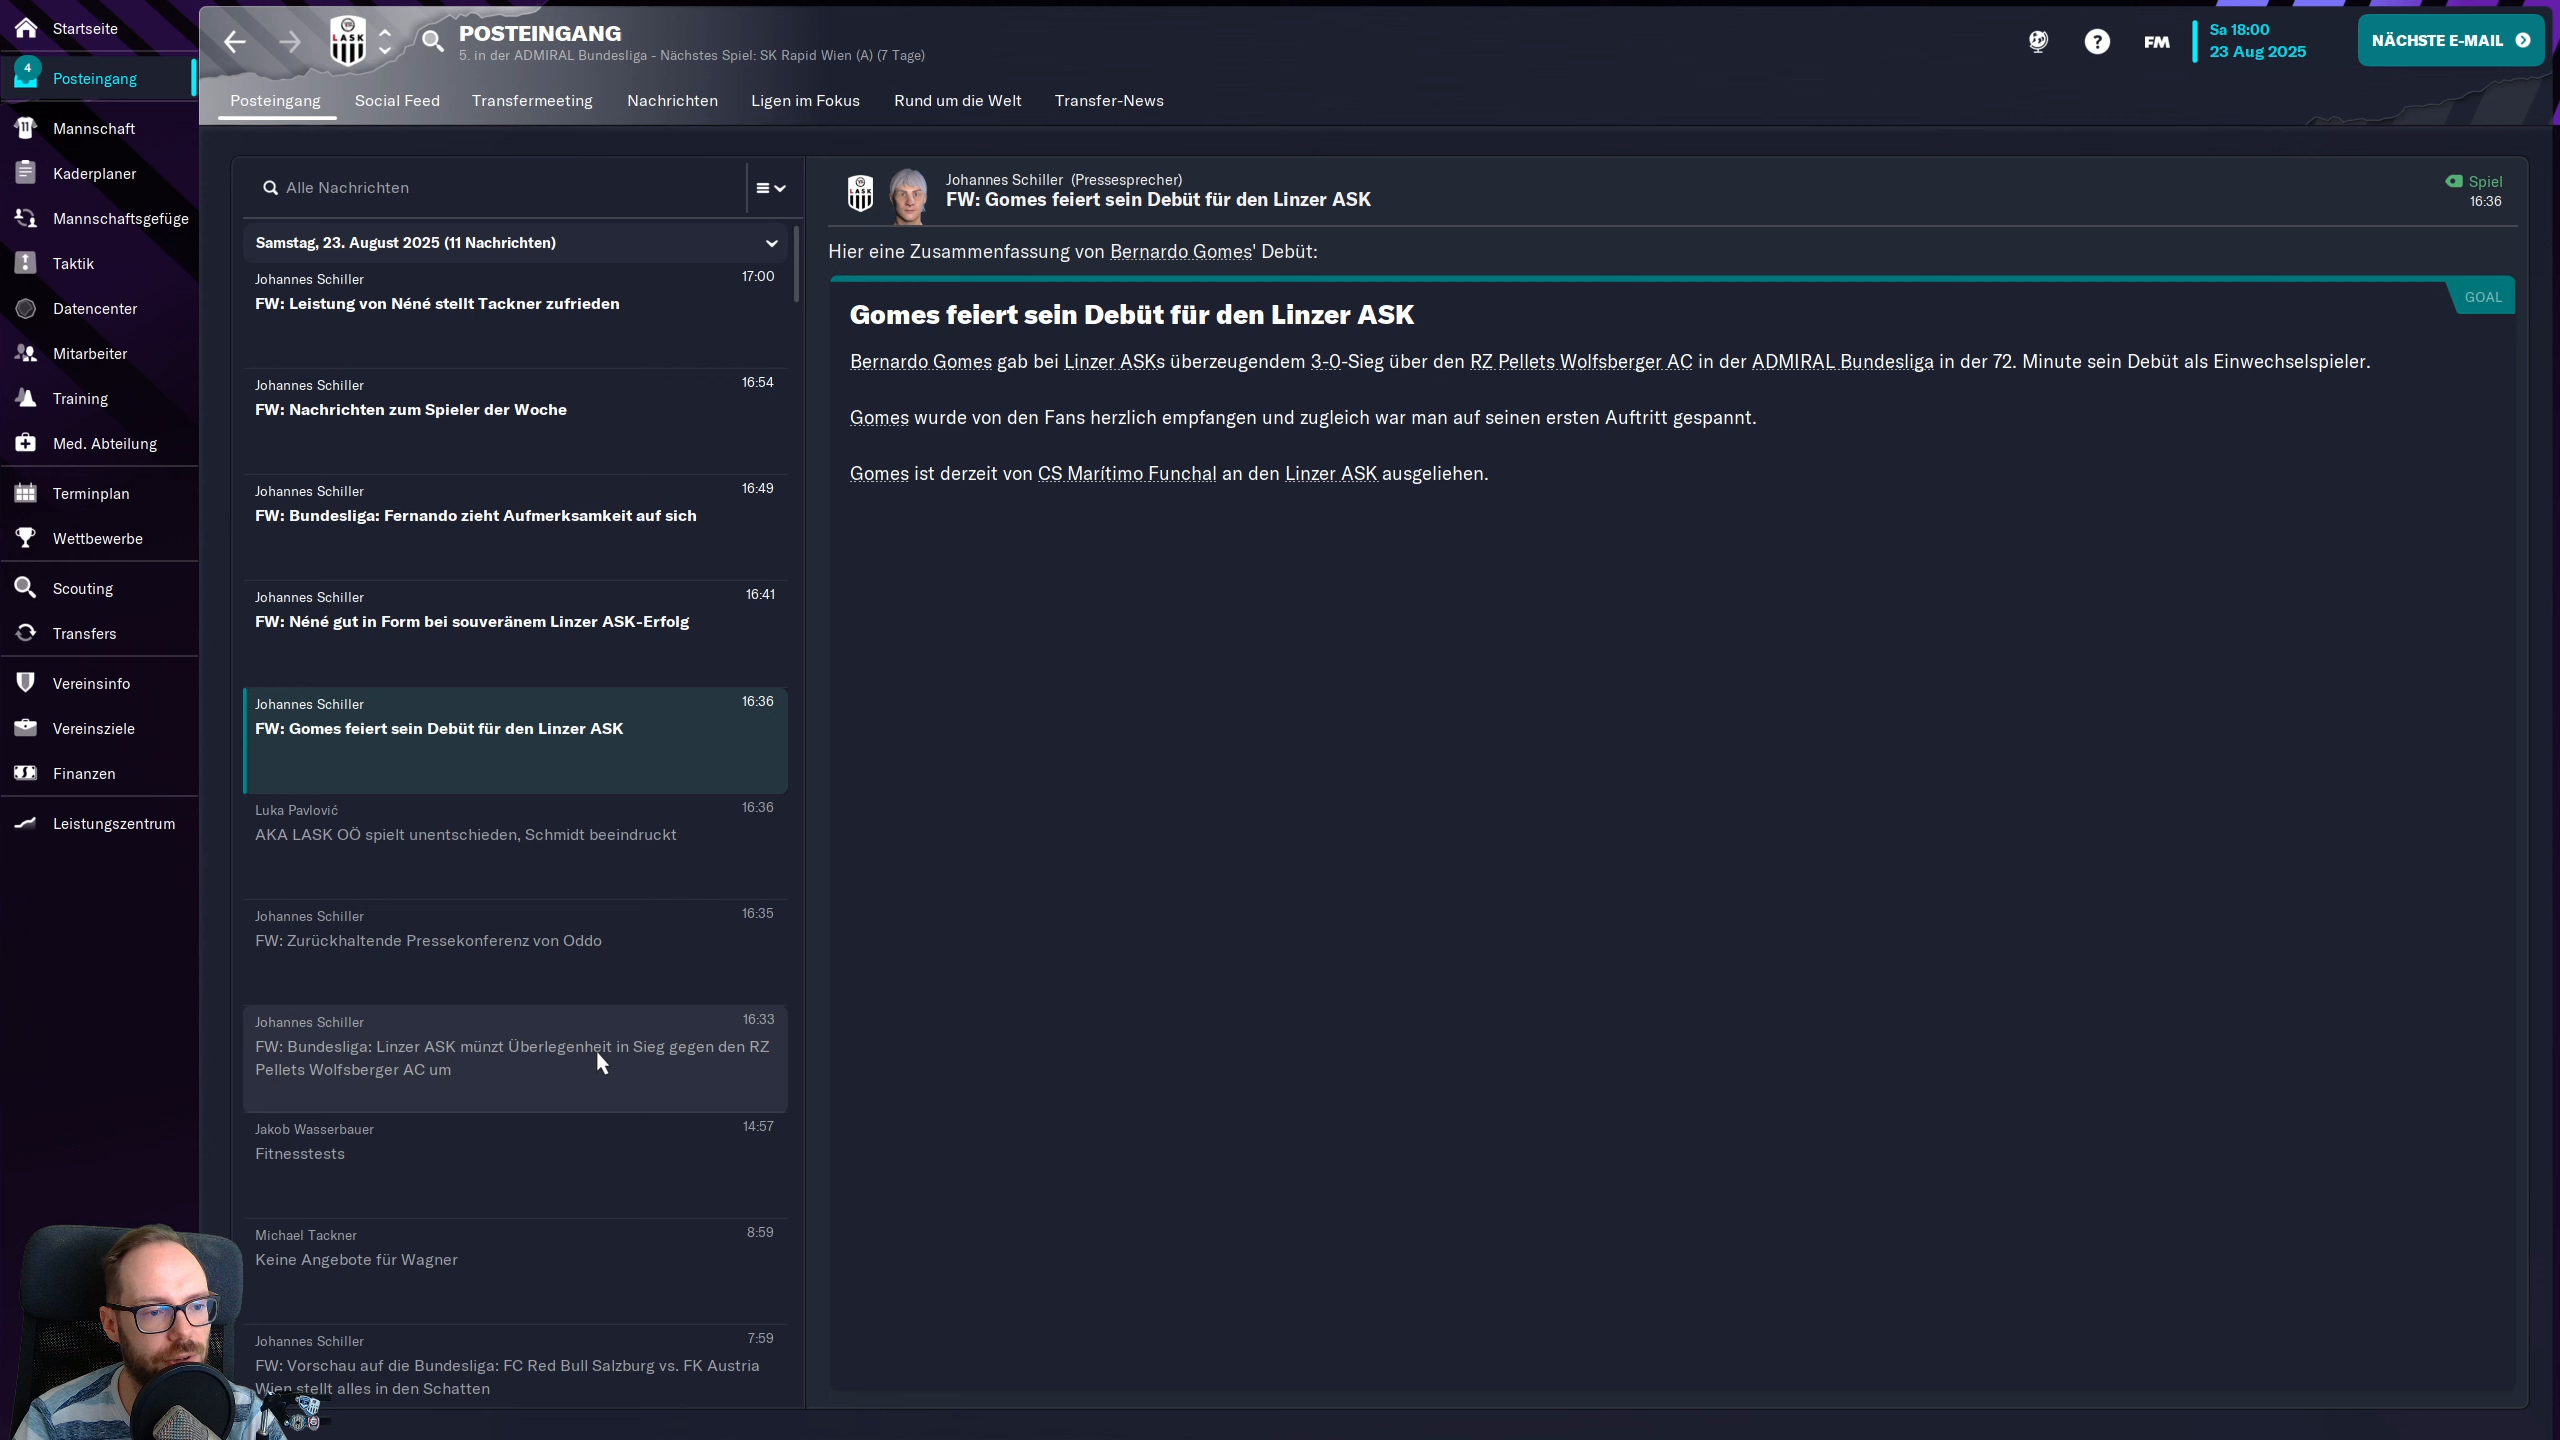 Startseite
4
Posteingang
Mannschaft
Kaderplaner
Mannschaftsgefüge
Taktik
Datencenter
Mitarbeiter
Training
Med. Abteilung
Terminplan
Wettbewerbe
Scouting
Transfers
Vereinsinfo
Vereinsziele
Finanzen
Leistungszentrum
LASK
POSTEINGANG
5. in der ADMIRAL Bundesliga - Nächstes Spiel: SK Rapid Wien (A) (7 Tage)
FM
Sa 18:00
23 Aug 2025
NÄCHSTE E-MAIL
Posteingang Social Feed Transfermeeting Nachrichten Ligen im Fokus Rund um die Welt Transfer-News
Alle Nachrichten
Samstag, 23. August 2025 (11 Nachrichten)
Johannes Schiller 17:00
FW: Leistung von Néné stellt Tackner zufrieden
Johannes Schiller 16:54
FW: Nachrichten zum Spieler der Woche
Johannes Schiller 16:49
FW: Bundesliga: Fernando zieht Aufmerksamkeit auf sich
Johannes Schiller 16:41
FW: Néné gut in Form bei souveränem Linzer ASK-Erfolg
Johannes Schiller 16:36
FW: Gomes feiert sein Debüt für den Linzer ASK
Luka Pavlović 16:36
AKA LASK OÖ spielt unentschieden, Schmidt beeindruckt
Johannes Schiller 16:35
FW: Zurückhaltende Pressekonferenz von Oddo
Johannes Schiller 16:33
FW: Bundesliga: Linzer ASK münzt Überlegenheit in Sieg gegen den RZ
Pellets Wolfsberger AC um
Jakob Wasserbauer 14:57
Fitnesstests
Michael Tackner 8:59
Keine Angebote für Wagner
Johannes Schiller 7:59
FW: Vorschau auf die Bundesliga: FC Red Bull Salzburg vs. FK Austria
Wien stellt alles in den Schatten
LASK
Johannes Schiller (Pressesprecher)
FW: Gomes feiert sein Debüt für den Linzer ASK
Spiel
16:36
Hier eine Zusammenfassung von Bernardo Gomes' Debüt:
GOAL
Gomes feiert sein Debüt für den Linzer ASK
Bernardo Gomes gab bei Linzer ASKs überzeugendem 3-0-Sieg über den RZ Pellets Wolfsberger AC in der ADMIRAL Bundesliga in der 72. Minute sein Debüt als Einwechselspieler.
Gomes wurde von den Fans herzlich empfangen und zugleich war man auf seinen ersten Auftritt gespannt.
Gomes ist derzeit von CS Marítimo Funchal an den Linzer ASK ausgeliehen.